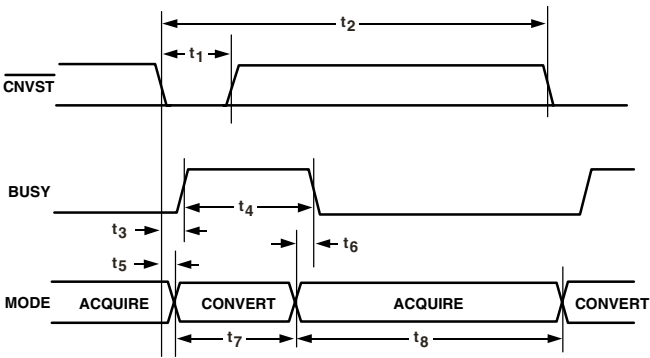 t2
t1
CNVST
BUSY
t4
t3
t6
t5
MODE ACQUIRE CONVERT ACQUIRE CONVERT
t7 t8